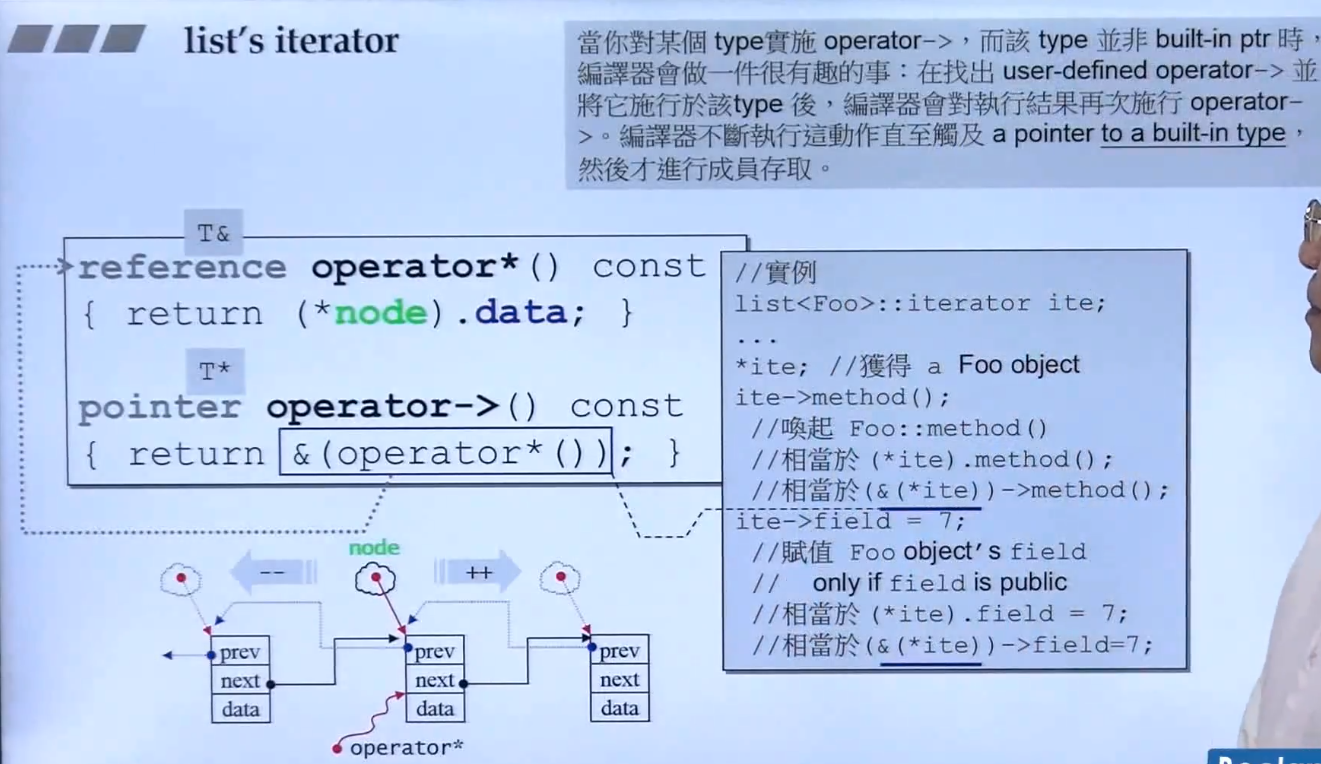 list's iterator
當你對某個 type實施 operator->,而該 type 並非 built-in ptr 時,
編譯器會做一件很有趣的事:在找出 user-defined operator-> 並
將它施行於該type 後,編譯器會對執行結果再次施行 operator-
>。編譯器不斷執行這動作直至觸及 a pointer to a built-in type,
然後才進行成員存取。
T&
reference operator*() const
{ return (*node).data; }
T*
pointer operator->() const
{ return &(operator*()); }
//實例
list<Foo>::iterator ite;
...
*ite; //獲得 a Foo object
ite->method();
//喚起 Foo::method()
//相當於 (*ite).method();
//相當於(&(*ite))->method();
ite->field = 7;
//賦值 Foo object's field
// only if field is public
//相當於 (*ite).field = 7;
//相當於(&(*ite))->field=7;
node
--
++
prev
next
data
prev
next
data
prev
next
data
operator*